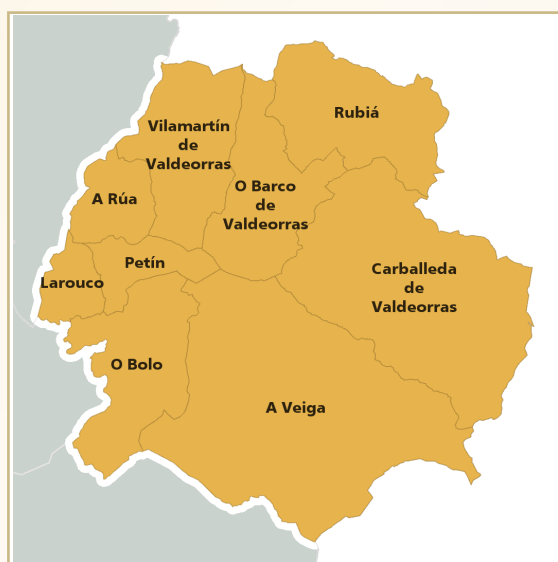 Rubiá
Vilamartín
de
Valdeorras
O Barco
de
Valdeorras
A Rúa
Petín
Larouco
Carballeda
de
Valdeorras
O Bolo
A Veiga